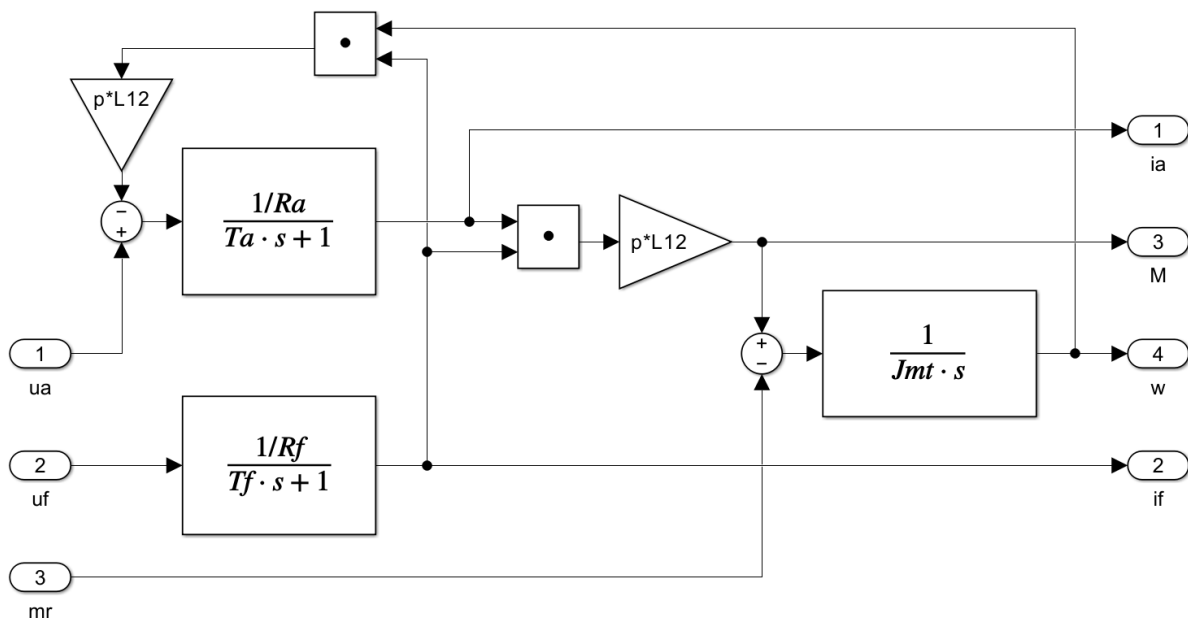 p*L12
1/Ra
Ta · s + 1
p*L12
1
ia
3
M
1
ua
+
−
−
+
1
Jmt · s
4
w
2
uf
1/Rf
Tf · s + 1
2
if
3
mr